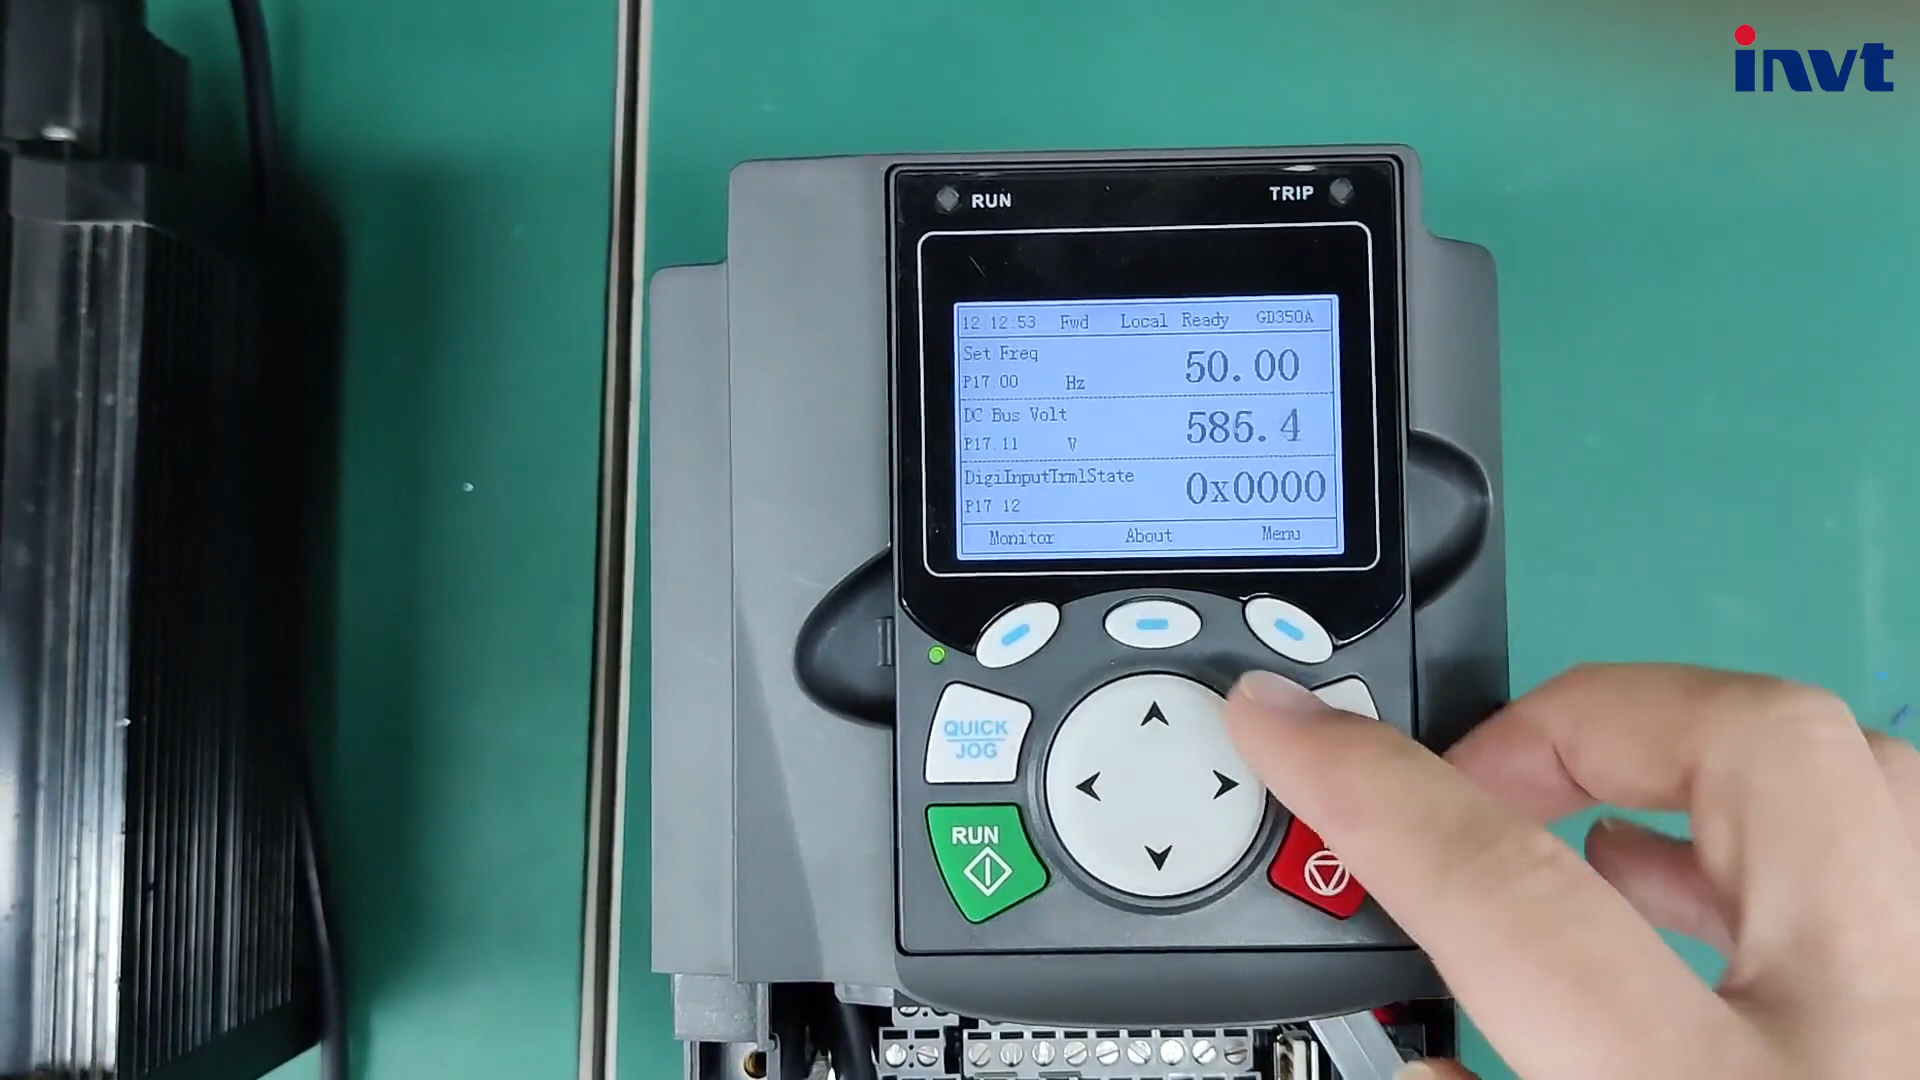 invt
RUN
TRIP
12:12:53 Fwd Local Ready GD350A
Set Freq
50.00
P17.00 Hz
DC Bus Volt
585.4
P17.11 V
DigiInputTrmlState
0x0000
P17.12
Monitor About Menu
QUICK
JOG
RUN